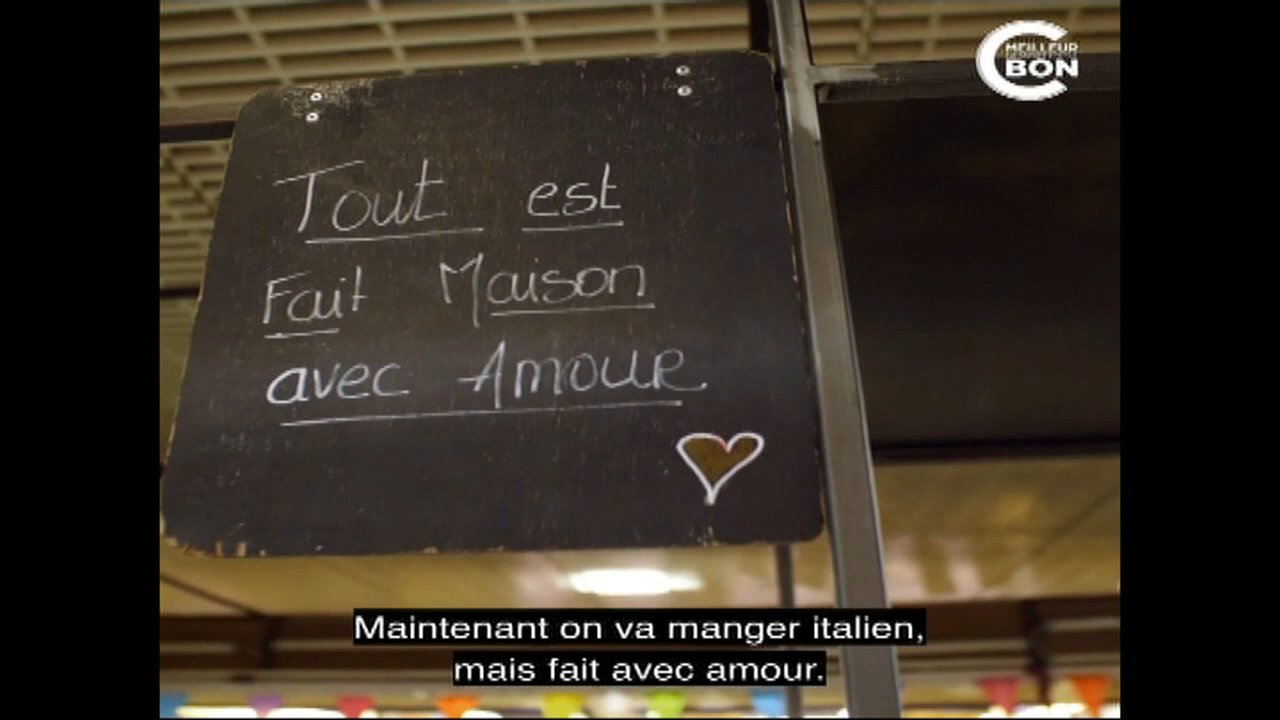 MEILLEUR
BON
Tout est
Fait Maison
avec Amour
Maintenant on va manger italien,
mais fait avec amour.